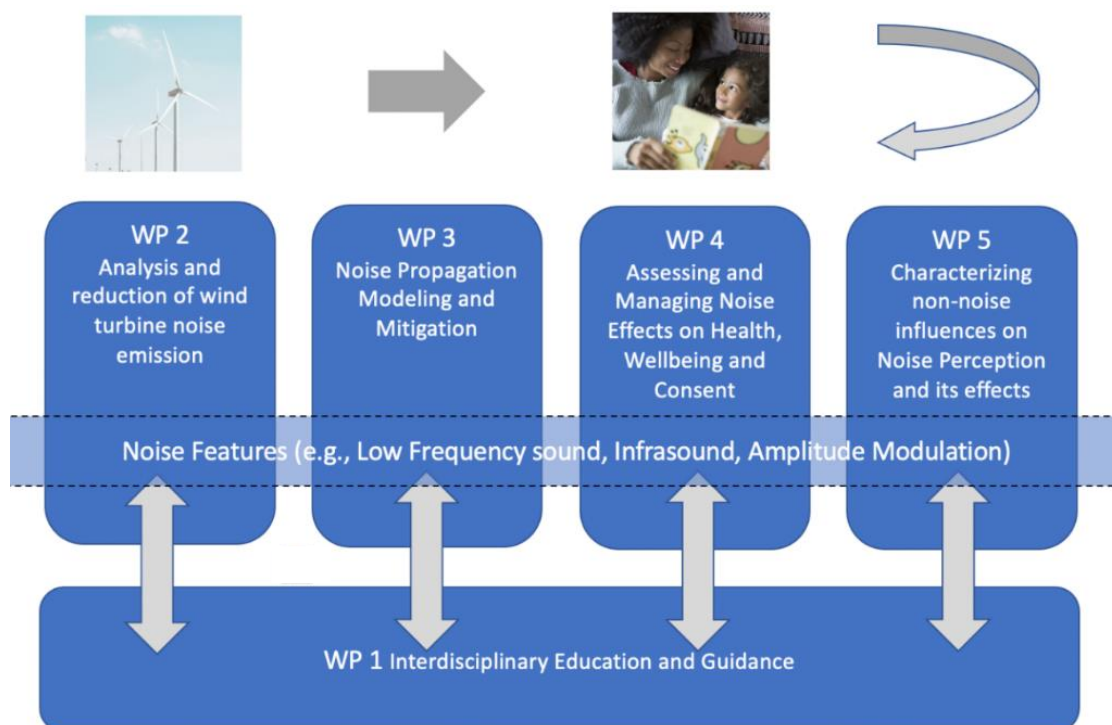 WP 2
Analysis and
reduction of wind
turbine noise
emission
WP 3
Noise Propagation
Modeling and
Mitigation
WP 4
Assessing and
Managing Noise
Effects on Health,
Wellbeing and
Consent
WP 5
Characterizing
non-noise
influences on
Noise Perception
and its effects
Noise Features (e.g., Low Frequency sound, Infrasound, Amplitude Modulation)
WP 1 Interdisciplinary Education and Guidance